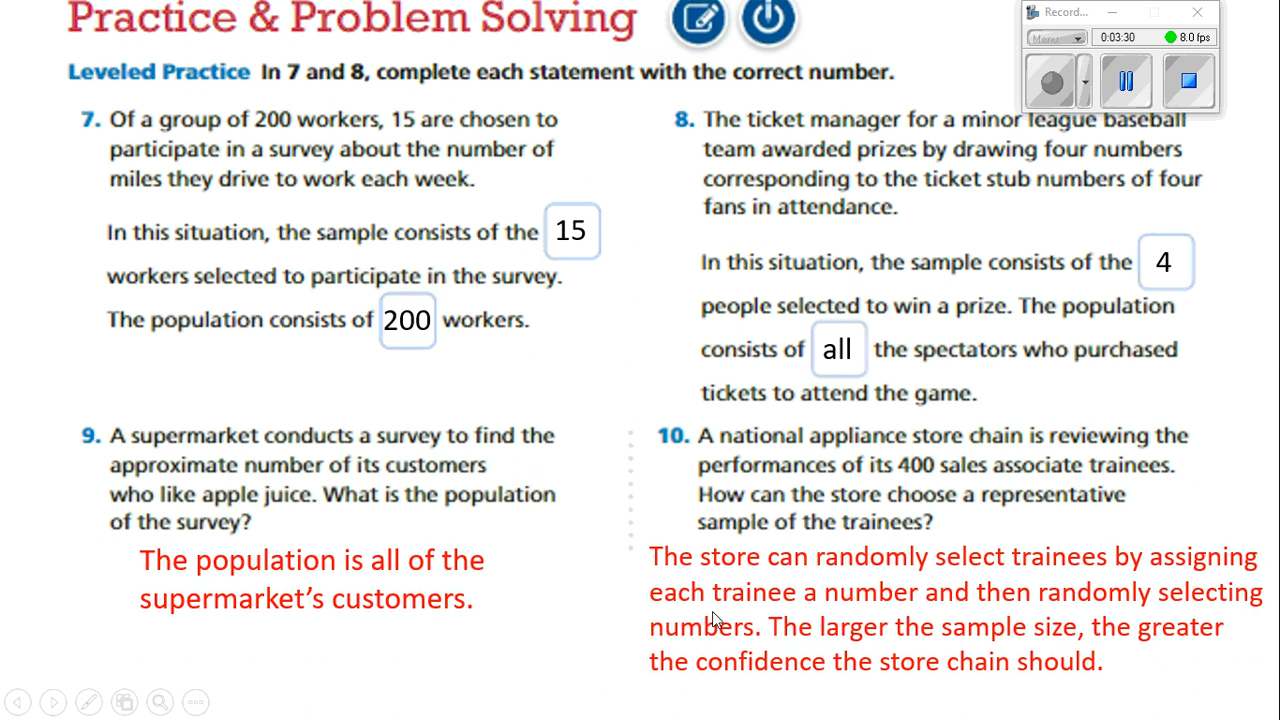 Practice & Problem Solving
Record...
Menu
0:03:30
8.0 fps
Leveled Practice In 7 and 8, complete each statement with the correct number.
7. Of a group of 200 workers, 15 are chosen to
participate in a survey about the number of
miles they drive to work each week.
In this situation, the sample consists of the 15
workers selected to participate in the survey.
The population consists of 200 workers.
8. The ticket manager for a minor league baseball
team awarded prizes by drawing four numbers
corresponding to the ticket stub numbers of four
fans in attendance.
In this situation, the sample consists of the 4
people selected to win a prize. The population
consists of all the spectators who purchased
tickets to attend the game.
9. A supermarket conducts a survey to find the
approximate number of its customers
who like apple juice. What is the population
of the survey?
The population is all of the
supermarket's customers.
10. A national appliance store chain is reviewing the
performances of its 400 sales associate trainees.
How can the store choose a representative
sample of the trainees?
The store can randomly select trainees by assigning
each trainee a number and then randomly selecting
numbers. The larger the sample size, the greater
the confidence the store chain should.